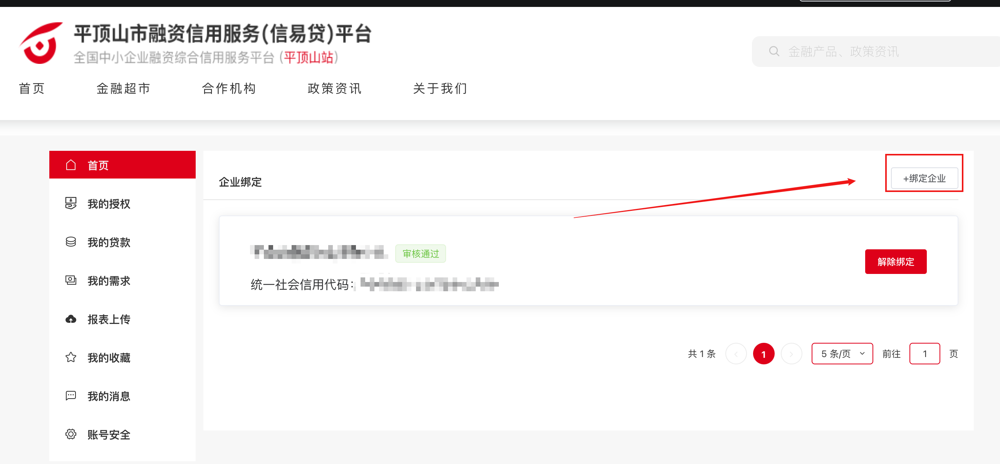 平顶山市融资信用服务(信易贷)平台
全国中小企业融资综合信用服务平台 (平顶山站)
金融产品、政策资讯
首页 金融超市 合作机构 政策资讯 关于我们
首页
我的授权
我的贷款
我的需求
报表上传
我的收藏
我的消息
账号安全
企业绑定 +绑定企业
审核通过
解除绑定
统一社会信用代码:
共 1 条 1 5 条/页 前往 1 页